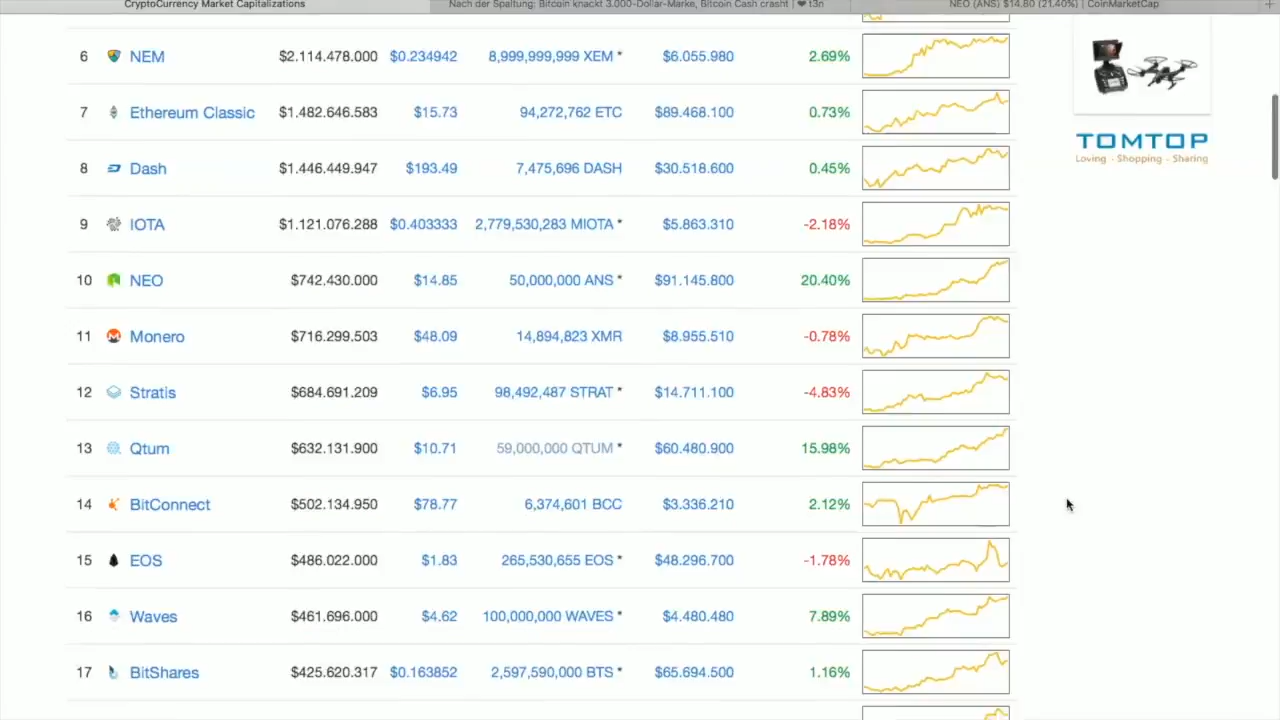 CryptoCurrency Market Capitalizations Nach der Spaltung: Bitcoin knackt 3.000-Dollar-Marke, Bitcoin Cash crasht | ❤ t3n NEO (ANS) $14.80 (21.40%) | CoinMarketCap +
6 NEM $2.114.478.000 $0.234942 8,999,999,999 XEM * $6.055.980 2.69%
7 Ethereum Classic $1.482.646.583 $15.73 94,272,762 ETC $89.468.100 0.73%
TOMTOP
Loving - Shopping - Sharing
8 Dash $1.446.449.947 $193.49 7,475,696 DASH $30.518.600 0.45%
9 IOTA $1.121.076.288 $0.403333 2,779,530,283 MIOTA * $5.863.310 -2.18%
10 NEO $742.430.000 $14.85 50,000,000 ANS * $91.145.800 20.40%
11 Monero $716.299.503 $48.09 14,894,823 XMR $8.955.510 -0.78%
12 Stratis $684.691.209 $6.95 98,492,487 STRAT * $14.711.100 -4.83%
13 Qtum $632.131.900 $10.71 59,000,000 QTUM * $60.480.900 15.98%
14 BitConnect $502.134.950 $78.77 6,374,601 BCC $3.336.210 2.12%
15 EOS $486.022.000 $1.83 265,530,655 EOS * $48.296.700 -1.78%
16 Waves $461.696.000 $4.62 100,000,000 WAVES * $4.480.480 7.89%
17 BitShares $425.620.317 $0.163852 2,597,590,000 BTS * $65.694.500 1.16%